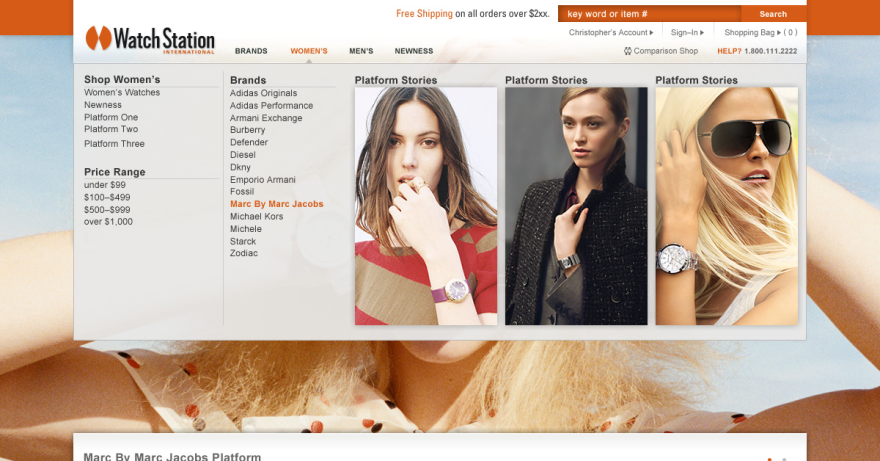 Free Shipping on all orders over $2xx.
key word or item #
Search
Christopher's Account
Sign-In
Shopping Bag ( 0 )
Watch Station
INTERNATIONAL
BRANDS
WOMEN'S
MEN'S
NEWNESS
Comparison Shop
HELP? 1.800.111.2222
Shop Women's
Women's Watches
Newness
Platform One
Platform Two
Platform Three
Price Range
under $99
$100–$499
$500–$999
over $1,000
Brands
Adidas Originals
Adidas Performance
Armani Exchange
Burberry
Defender
Diesel
Dkny
Emporio Armani
Fossil
Marc By Marc Jacobs
Michael Kors
Michele
Starck
Zodiac
Platform Stories
Platform Stories
Platform Stories
Marc By Marc Jacobs Platform